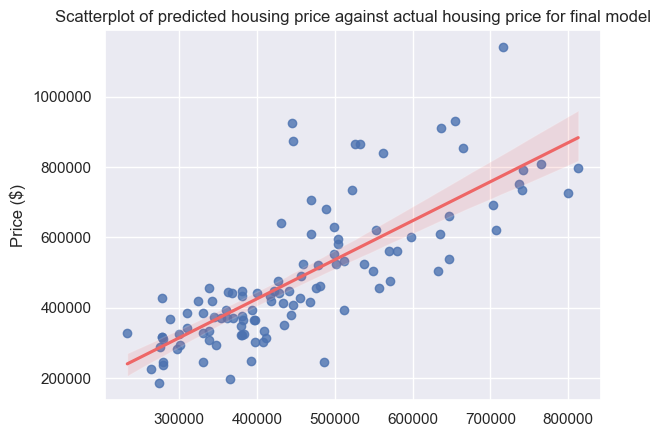 Scatterplot of predicted housing price against actual housing price for final model
1000000
800000
600000
400000
200000
Price ($)
300000 400000 500000 600000 700000 800000